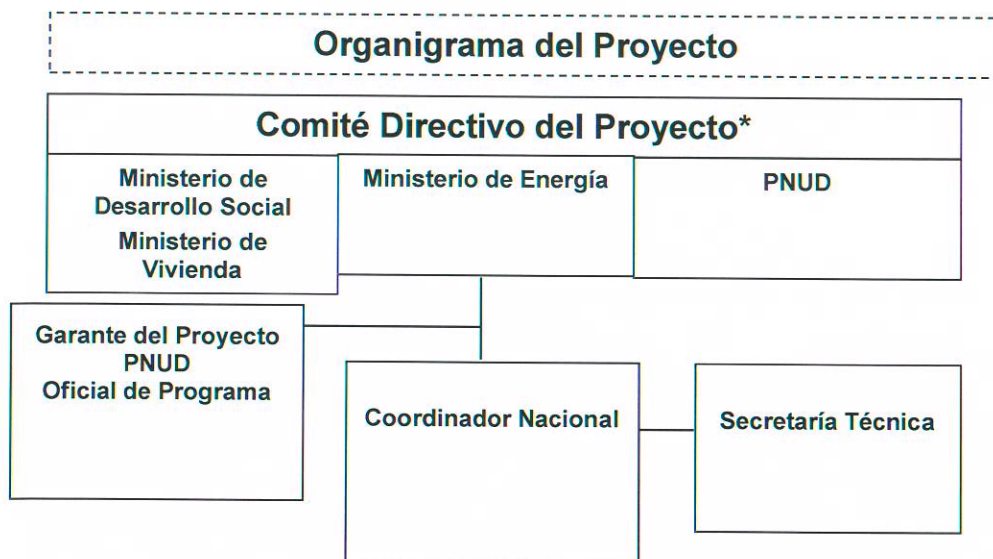 Organigrama del Proyecto
Comité Directivo del Proyecto*
Ministerio de
Desarrollo Social
Ministerio de
Vivienda
Ministerio de Energía
PNUD
Garante del Proyecto
PNUD
Oficial de Programa
Coordinador Nacional
Secretaría Técnica